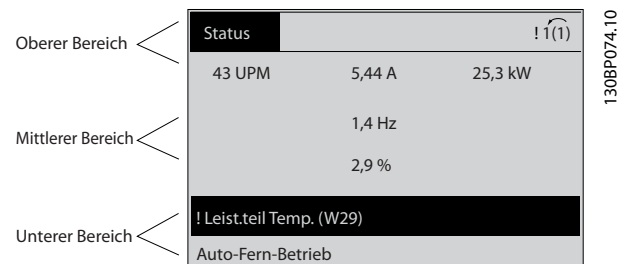 Status ! 1(1)
Oberer Bereich
43 UPM 5,44 A 25,3 kW
1,4 Hz
Mittlerer Bereich
2,9 %
! Leist.teil Temp. (W29)
Unterer Bereich
Auto-Fern-Betrieb
130BP074.10